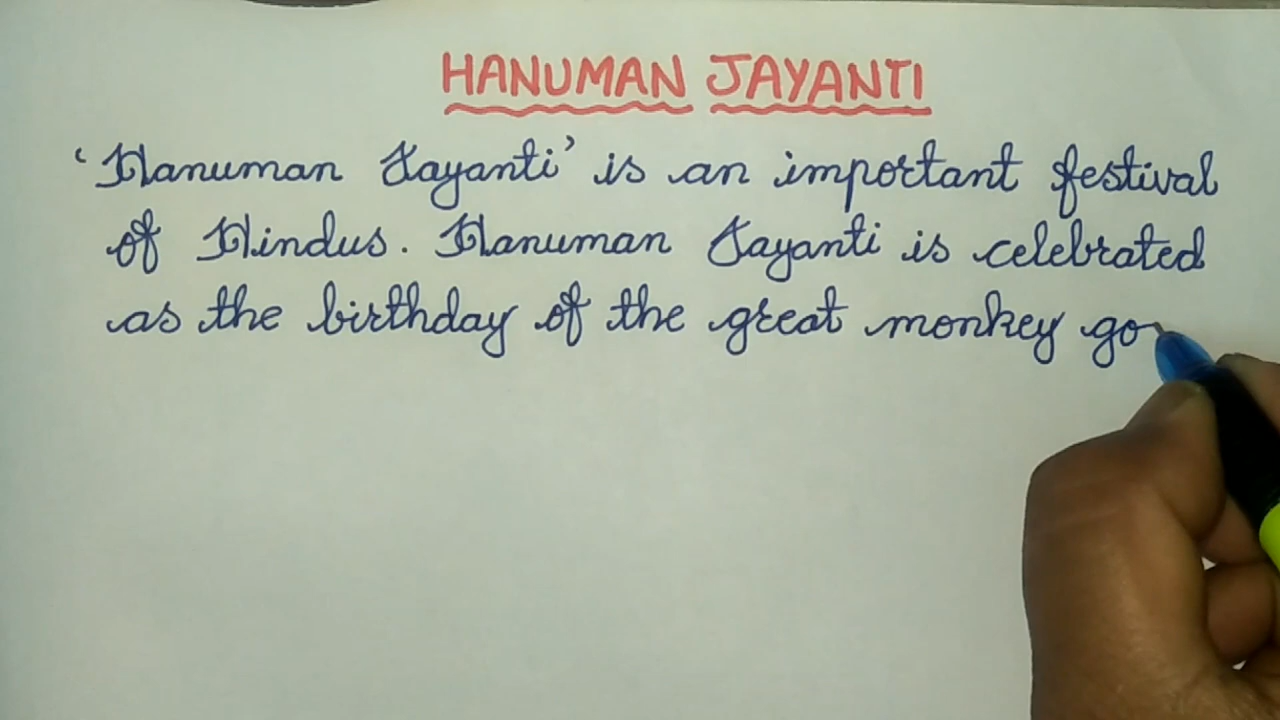 HANUMAN JAYANTI
‘Hanuman Jayanti’ is an important festival
of Hindus. Hanuman Jayanti is celebrated
as the birthday of the great monkey go